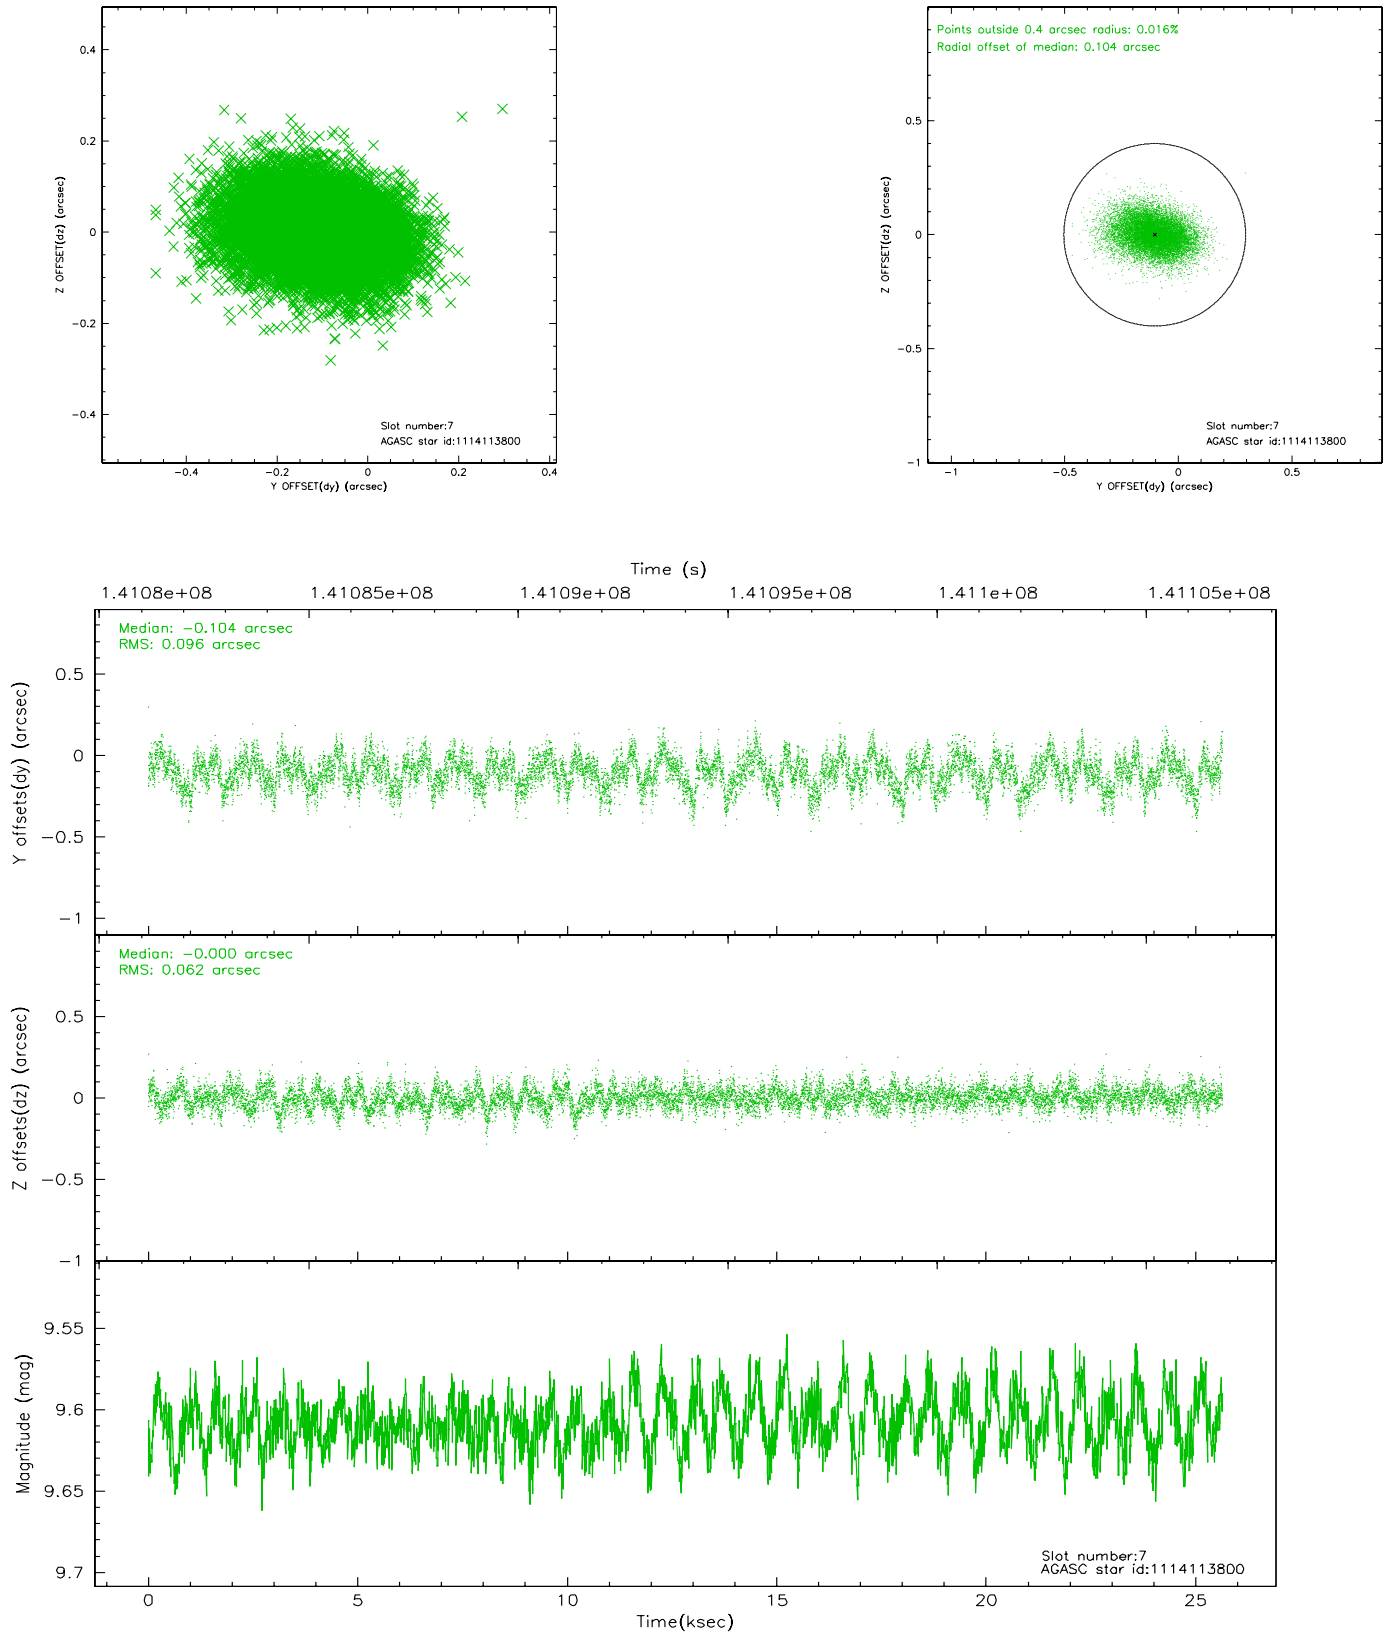 0.4
0.2
0
−0.2
−0.4
Z OFFSET(dz) (arcsec)
Slot number:7
AGASC star id:1114113800
−0.4 −0.2 0 0.2 0.4
Y OFFSET(dy) (arcsec)
Points outside 0.4 arcsec radius: 0.016%
Radial offset of median: 0.104 arcsec
0.5
0
−0.5
−1
Z OFFSET(dz) (arcsec)
Slot number:7
AGASC star id:1114113800
−1 −0.5 0 0.5
Y OFFSET(dy) (arcsec)
Time (s)
1.4108e+08 1.41085e+08 1.4109e+08 1.41095e+08 1.411e+08 1.41105e+08
Median: −0.104 arcsec
RMS: 0.096 arcsec
0.5
0
−0.5
−1
Y offsets(dy) (arcsec)
Median: −0.000 arcsec
RMS: 0.062 arcsec
0.5
0
−0.5
−1
Z offsets(dz) (arcsec)
9.55
9.6
9.65
9.7
Magnitude (mag)
Slot number:7
AGASC star id:1114113800
0 5 10 15 20 25
Time(ksec)